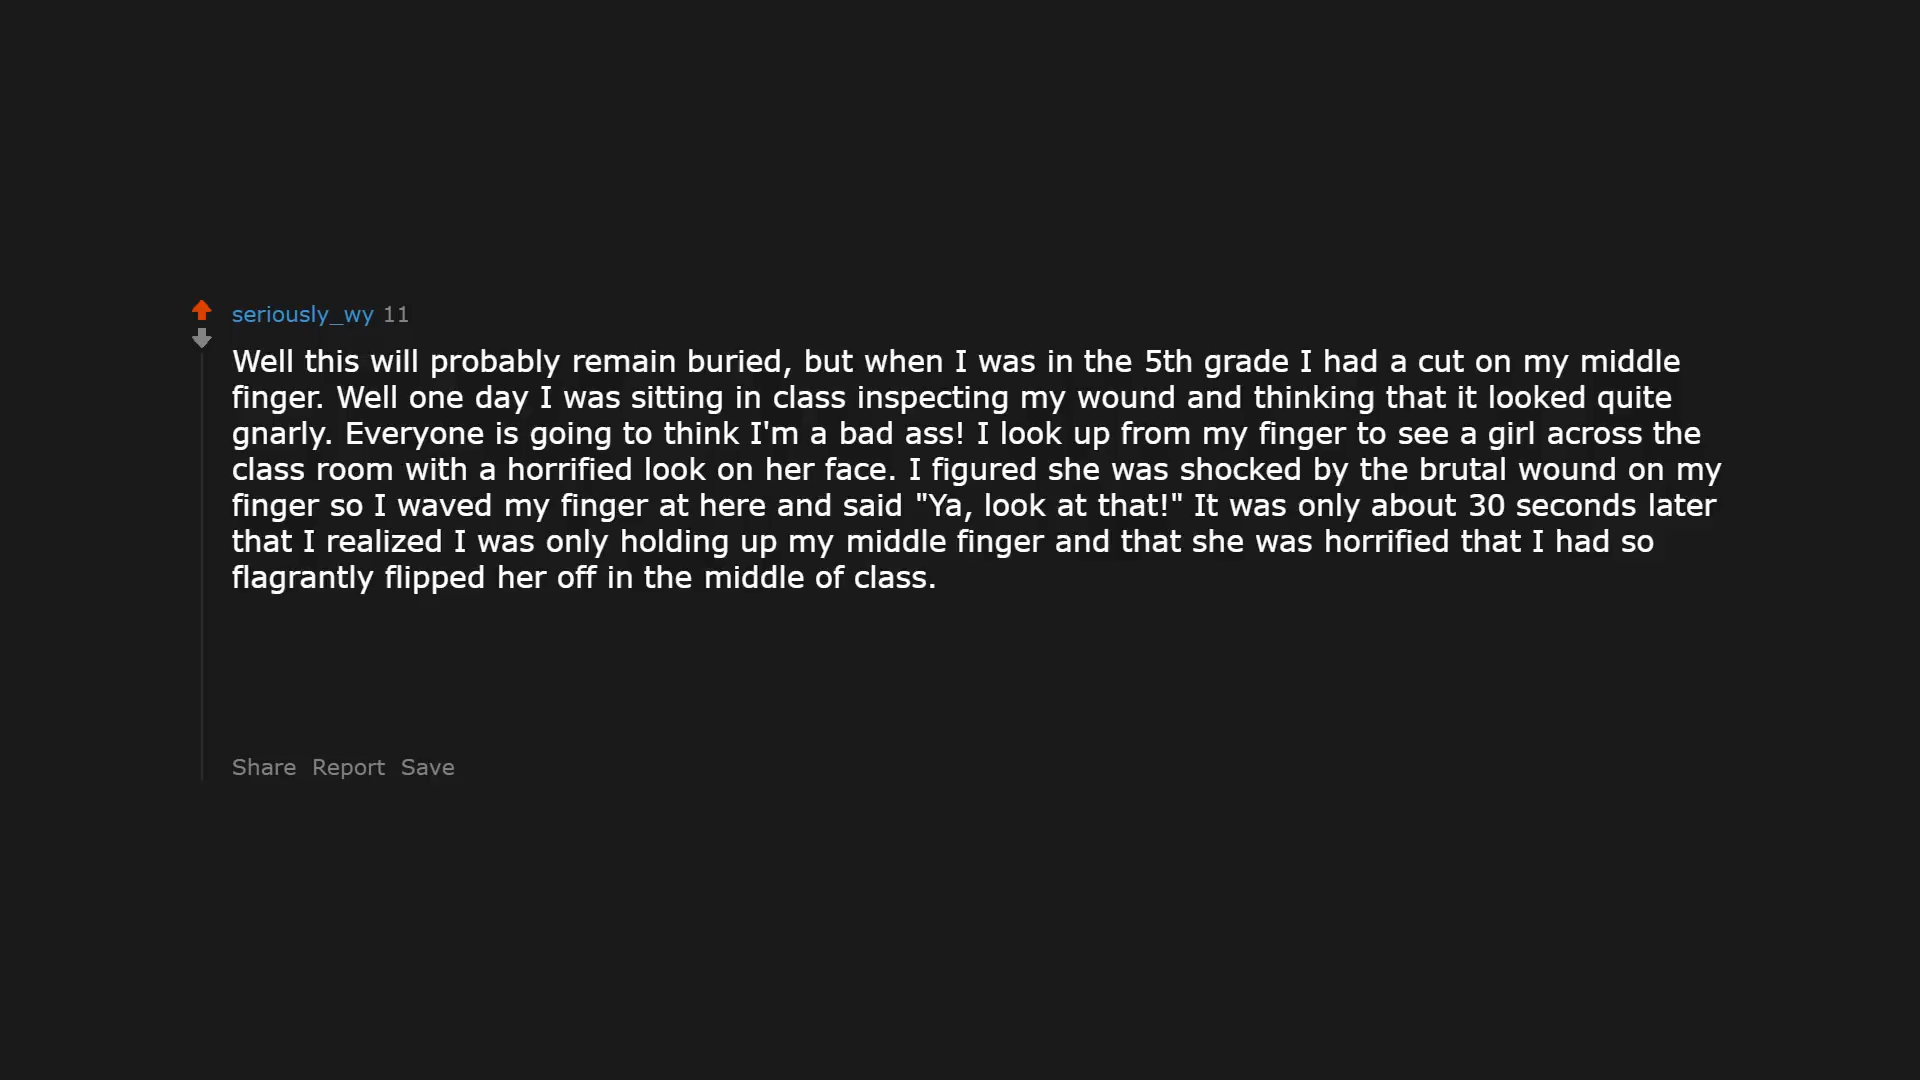 seriously_wy 11
Well this will probably remain buried, but when I was in the 5th grade I had a cut on my middle
finger. Well one day I was sitting in class inspecting my wound and thinking that it looked quite
gnarly. Everyone is going to think I'm a bad ass! I look up from my finger to see a girl across the
class room with a horrified look on her face. I figured she was shocked by the brutal wound on my
finger so I waved my finger at here and said "Ya, look at that!" It was only about 30 seconds later
that I realized I was only holding up my middle finger and that she was horrified that I had so
flagrantly flipped her off in the middle of class.
Share Report Save